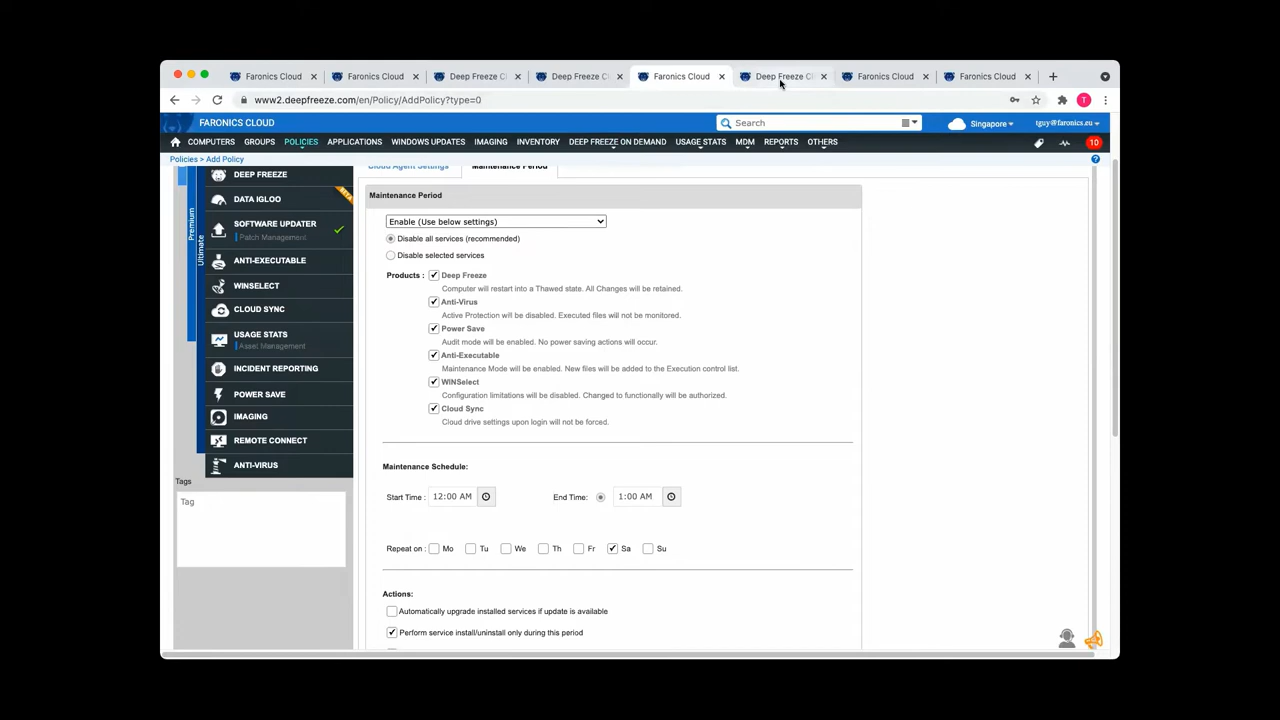 Faronics Cloud
Faronics Cloud
Deep Freeze C
Deep Freeze C
Faronics Cloud
Deep Freeze C
Faronics Cloud
Faronics Cloud
www2.deepfreeze.com/en/Policy/AddPolicy?type=0
T
FARONICS CLOUD
Search
Singapore
tguy@faronics.eu
COMPUTERS GROUPS POLICIES APPLICATIONS WINDOWS UPDATES IMAGING INVENTORY DEEP FREEZE ON DEMAND USAGE STATS MDM REPORTS OTHERS
10
Policies > Add Policy
?
Premium
Ultimate
DEEP FREEZE
DATA IGLOO
BETA
SOFTWARE UPDATER
Patch Management
ANTI-EXECUTABLE
WINSELECT
CLOUD SYNC
USAGE STATS
Asset Management
INCIDENT REPORTING
POWER SAVE
IMAGING
REMOTE CONNECT
ANTI-VIRUS
Tags
Tag
Cloud Agent Settings
Maintenance Period
Maintenance Period
Enable (Use below settings)
Disable all services (recommended)
Disable selected services
Products : Deep Freeze
Computer will restart into a Thawed state. All Changes will be retained.
Anti-Virus
Active Protection will be disabled. Executed files will not be monitored.
Power Save
Audit mode will be enabled. No power saving actions will occur.
Anti-Executable
Maintenance Mode will be enabled. New files will be added to the Execution control list.
WINSelect
Configuration limitations will be disabled. Changed to functionally will be authorized.
Cloud Sync
Cloud drive settings upon login will not be forced.
Maintenance Schedule:
Start Time : 12:00 AM End Time: 1:00 AM
Repeat on : Mo Tu We Th Fr Sa Su
Actions:
Automatically upgrade installed services if update is available
Perform service install/uninstall only during this period